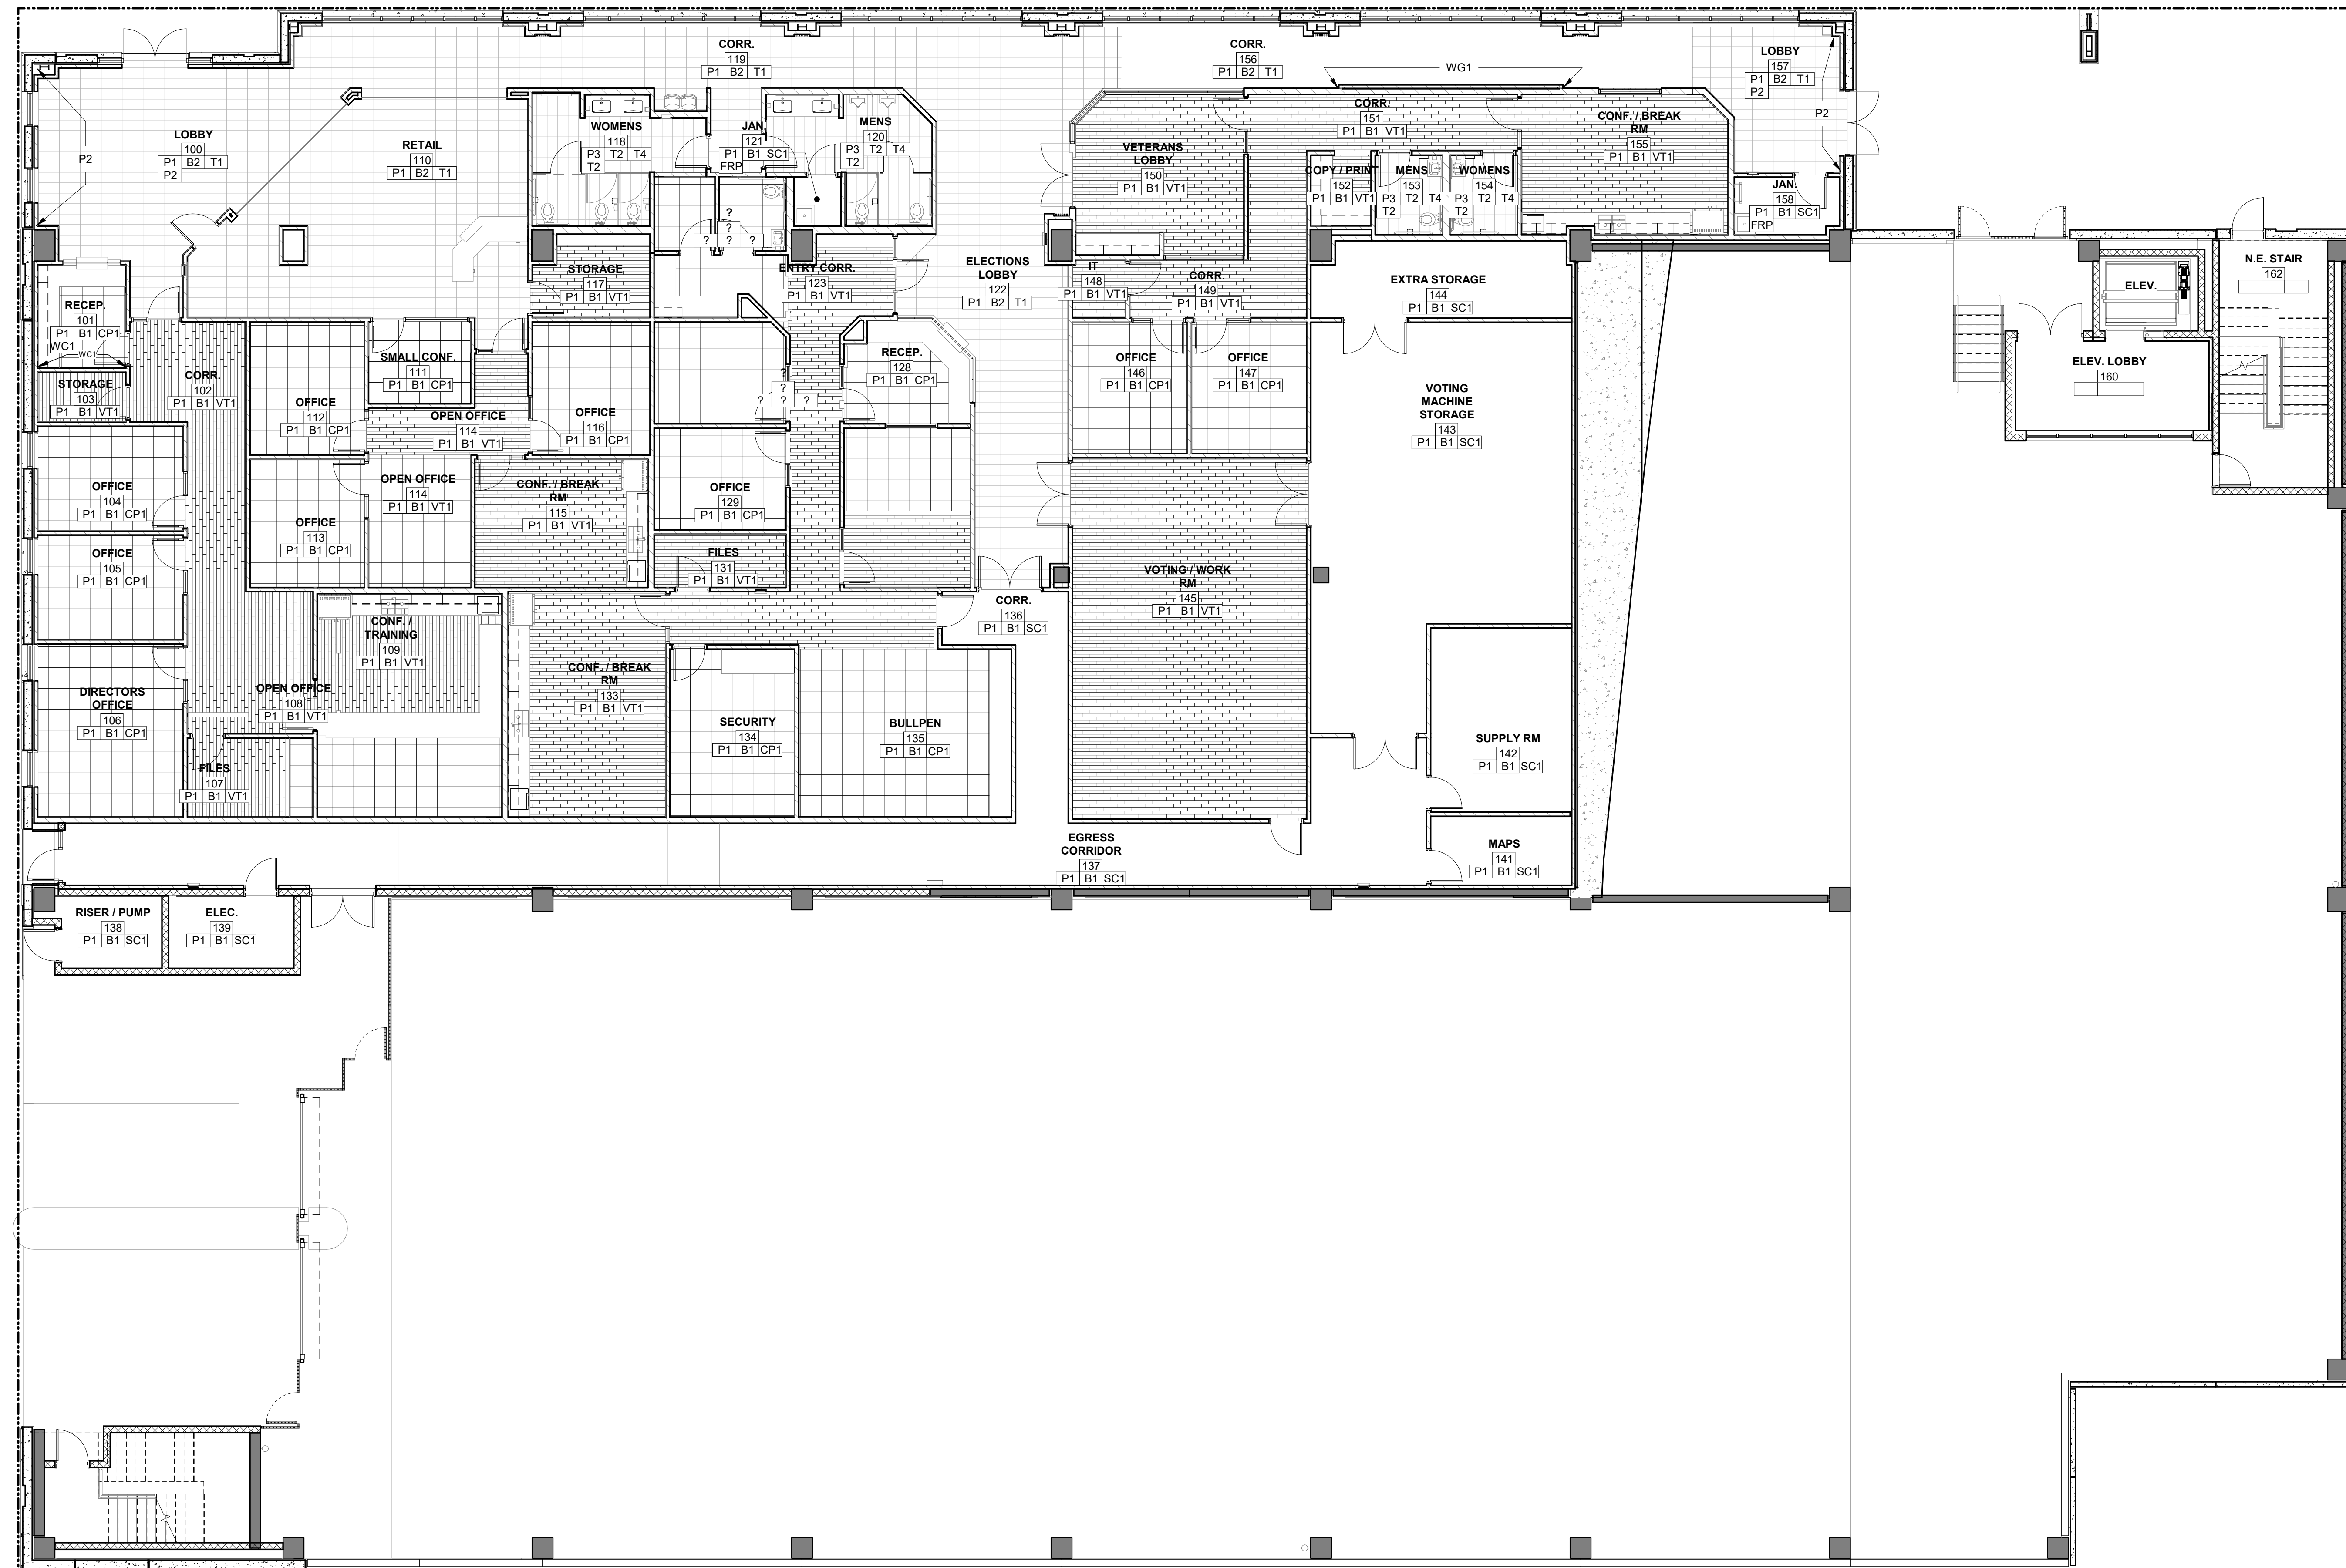 CORR.
119
P1 B2 T1
CORR.
156
P1 B2 T1
WG1
LOBBY
157
P1 B2 T1
P2
P2
LOBBY
100
P1 B2 T1
P2
P2
RETAIL
110
P1 B2 T1
WOMENS
118
P3 T2 T4
T2
JAN.
121
P1 B1 SC1
FRP
MENS
120
P3 T2 T4
T2
VETERANS
LOBBY
150
P1 B1 VT1
CORR.
151
P1 B1 VT1
COPY / PRINT
152
P1 B1 VT1
MENS
153
P3 T2 T4
T2
WOMENS
154
P3 T2 T4
T2
CONF. / BREAK
RM
155
P1 B1 VT1
JAN.
158
P1 B1 SC1
FRP
?
?
? ? ?
STORAGE
117
P1 B1 VT1
ENTRY CORR.
123
P1 B1 VT1
ELECTIONS
LOBBY
122
P1 B2 T1
IT
148
P1 B1 VT1
CORR.
149
P1 B1 VT1
EXTRA STORAGE
144
P1 B1 SC1
ELEV.
N.E. STAIR
162
RECEP.
101
P1 B1 CP1
WC1
WC1
STORAGE
103
P1 B1 VT1
CORR.
102
P1 B1 VT1
SMALL CONF.
111
P1 B1 CP1
OFFICE
112
P1 B1 CP1
OPEN OFFICE
114
P1 B1 VT1
OFFICE
116
P1 B1 CP1
?
?
? ? ?
RECEP.
128
P1 B1 CP1
OFFICE
146
P1 B1 CP1
OFFICE
147
P1 B1 CP1
VOTING
MACHINE
STORAGE
143
P1 B1 SC1
ELEV. LOBBY
160
OFFICE
104
P1 B1 CP1
OFFICE
113
P1 B1 CP1
OPEN OFFICE
114
P1 B1 VT1
CONF. / BREAK
RM
115
P1 B1 VT1
OFFICE
129
P1 B1 CP1
OFFICE
105
P1 B1 CP1
FILES
131
P1 B1 VT1
VOTING / WORK
RM
145
P1 B1 VT1
CORR.
136
P1 B1 SC1
CONF. /
TRAINING
109
P1 B1 VT1
DIRECTORS
OFFICE
106
P1 B1 CP1
OPEN OFFICE
108
P1 B1 VT1
CONF. / BREAK
RM
133
P1 B1 VT1
SECURITY
134
P1 B1 CP1
BULLPEN
135
P1 B1 CP1
SUPPLY RM
142
P1 B1 SC1
FILES
107
P1 B1 VT1
EGRESS
CORRIDOR
137
P1 B1 SC1
MAPS
141
P1 B1 SC1
RISER / PUMP
138
P1 B1 SC1
ELEC.
139
P1 B1 SC1